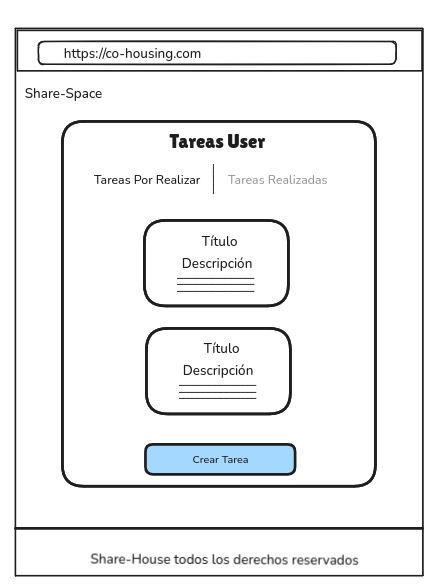 https://co-housing.com
Share-Space
Tareas User
Tareas Por Realizar
Tareas Realizadas
Título
Descripción
Título
Descripción
Crear Tarea
Share-House todos los derechos reservados